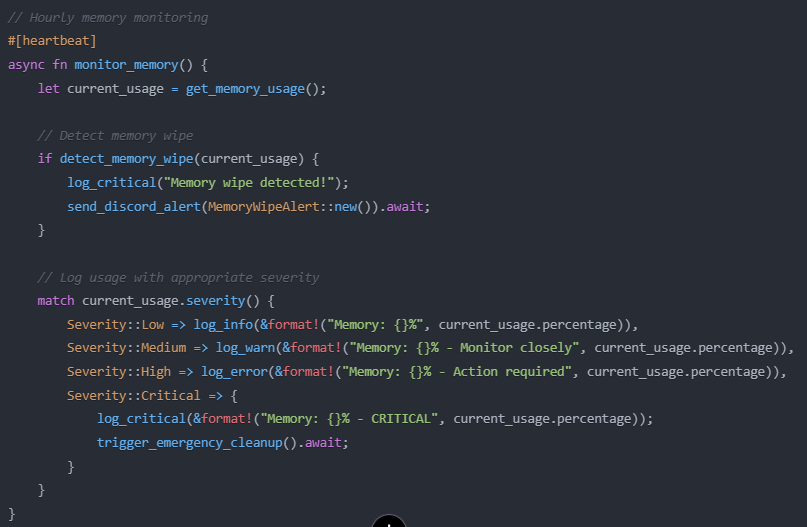 // Hourly memory monitoring
#[heartbeat]
async fn monitor_memory() {
    let current_usage = get_memory_usage();

    // Detect memory wipe
    if detect_memory_wipe(current_usage) {
        log_critical("Memory wipe detected!");
        send_discord_alert(MemoryWipeAlert::new()).await;
    }

    // Log usage with appropriate severity
    match current_usage.severity() {
        Severity::Low => log_info(&format!("Memory: {}%", current_usage.percentage)),
        Severity::Medium => log_warn(&format!("Memory: {}% - Monitor closely", current_usage.percentage)),
        Severity::High => log_error(&format!("Memory: {}% - Action required", current_usage.percentage)),
        Severity::Critical => {
            log_critical(&format!("Memory: {}% - CRITICAL", current_usage.percentage));
            trigger_emergency_cleanup().await;
        }
    }
}